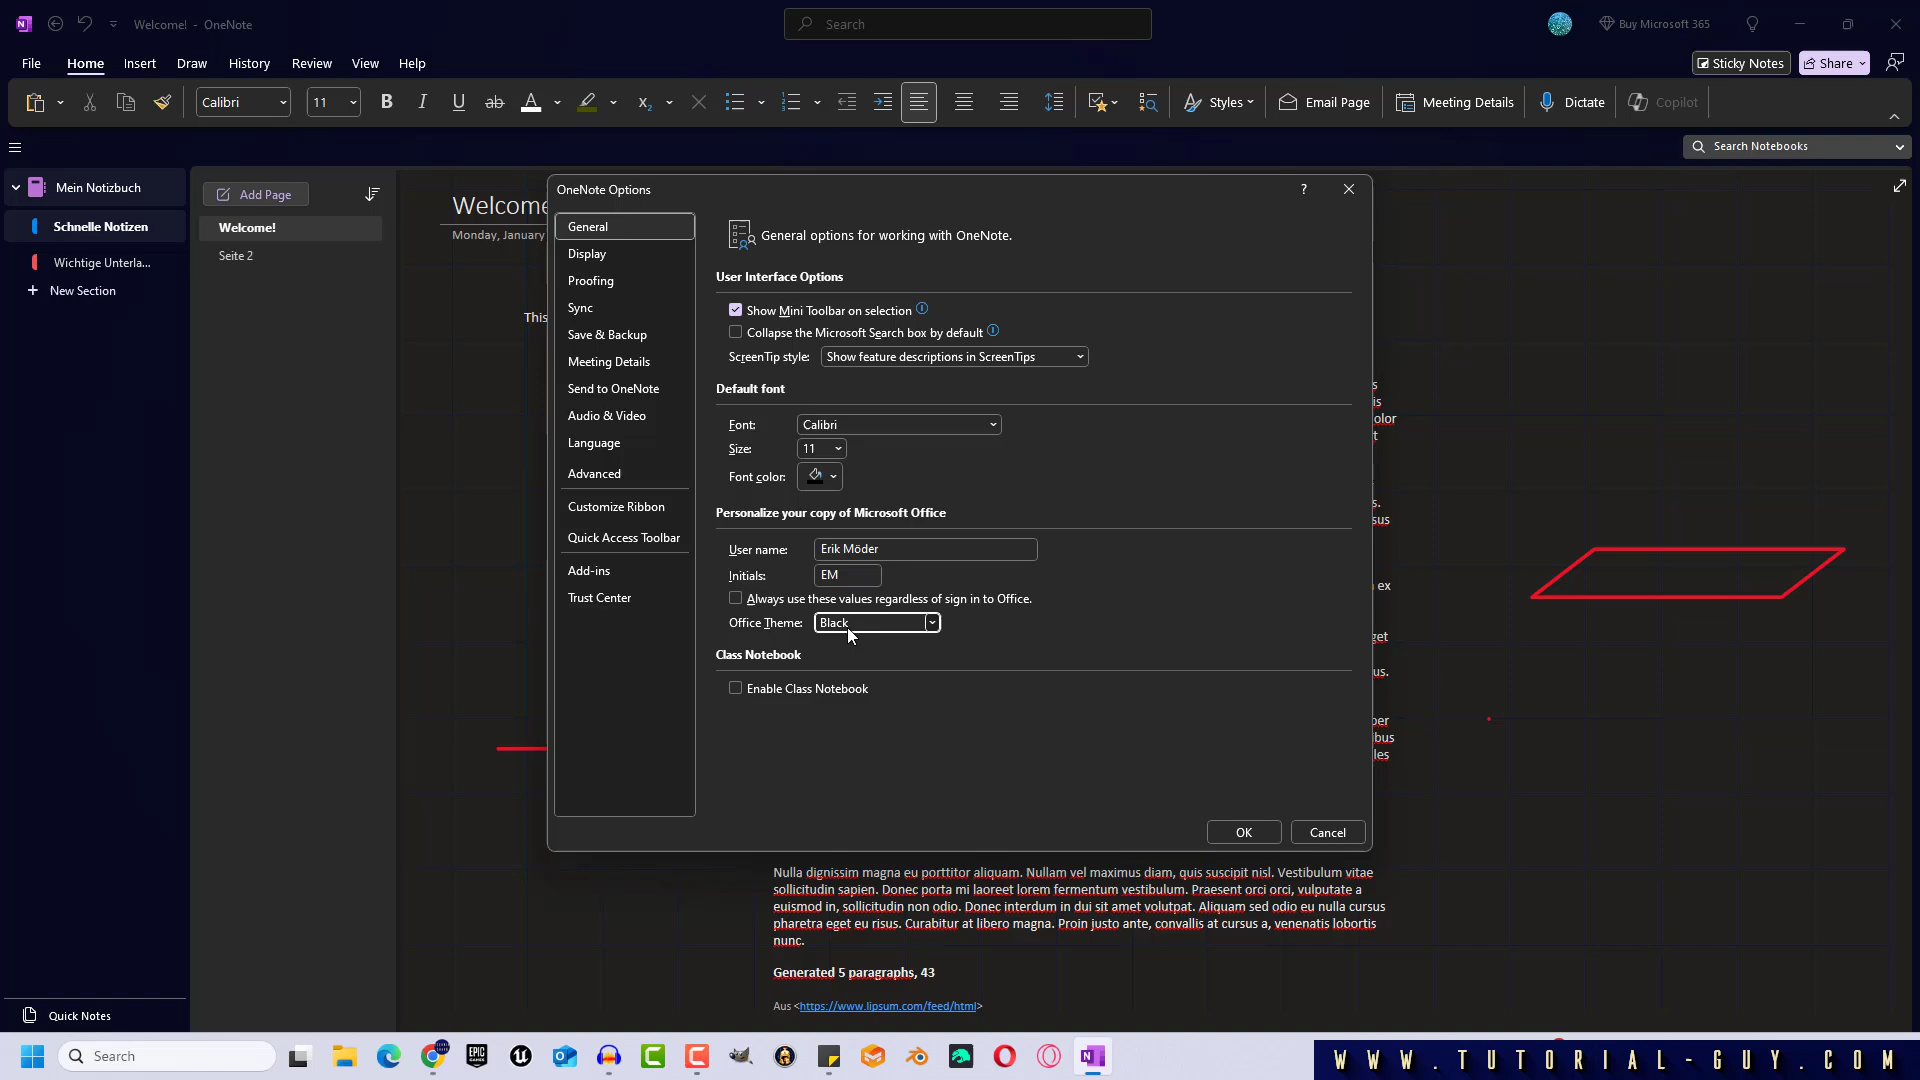 Welcome! - OneNote
Search
Buy Microsoft 365
File
Home
Insert
Draw
History
Review
View
Help
Sticky Notes
Share
Calibri
11
Styles
Email Page
Meeting Details
Dictate
Copilot
Search Notebooks
Mein Notizbuch
Schnelle Notizen
Wichtige Unterla...
New Section
Add Page
Welcome!
Seite 2
Welcome
Monday, January
This
OneNote Options
General
Display
Proofing
Sync
Save & Backup
Meeting Details
Send to OneNote
Audio & Video
Language
Advanced
Customize Ribbon
Quick Access Toolbar
Add-ins
Trust Center
General options for working with OneNote.
User Interface Options
Show Mini Toolbar on selection
Collapse the Microsoft Search box by default
ScreenTip style: Show feature descriptions in ScreenTips
Default font
Font: Calibri
Size: 11
Font color:
Personalize your copy of Microsoft Office
User name: Erik Möder
Initials: EM
Always use these values regardless of sign in to Office.
Office Theme: Black
Class Notebook
Enable Class Notebook
OK
Cancel
Nulla dignissim magna eu porttitor aliquam. Nullam vel maximus diam, quis suscipit nisl. Vestibulum vitae
sollicitudin sapien. Donec porta mi laoreet lorem fermentum vestibulum. Praesent orci orci, vulputate a
euismod in, sollicitudin non odio. Donec interdum in dui sit amet volutpat. Aliquam sed odio eu nulla cursus
pharetra eget eu risus. Curabitur at libero magna. Proin justo ante, convallis at cursus a, venenatis lobortis
nunc.
Generated 5 paragraphs, 43
Aus <https://www.lipsum.com/feed/html>
Quick Notes
Search
WWW.TUTORIAL-GUY.COM